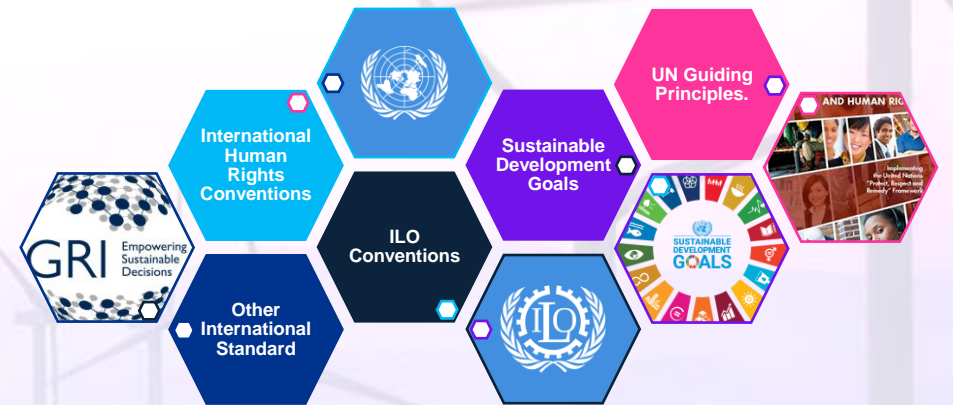 UN Guiding
Principles.
AND HUMAN RIG
Implementing
the United Nations
"Protect, Respect and
Remedy" Framework
International
Human
Rights
Conventions
Sustainable
Development
Goals
GRI
Empowering
Sustainable
Decisions
ILO
Conventions
SUSTAINABLE
DEVELOPMENT
GOALS
Other
International
Standard
ILO